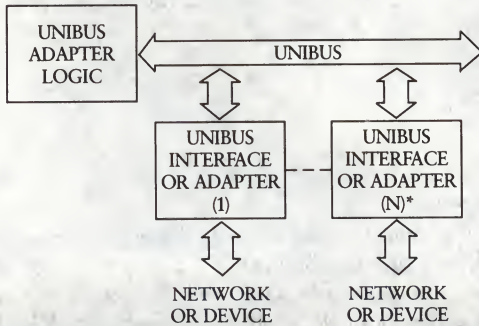 UNIBUS
ADAPTER
LOGIC
UNIBUS
UNIBUS
INTERFACE
OR ADAPTER
(1)
UNIBUS
INTERFACE
OR ADAPTER
(N)*
NETWORK
OR DEVICE
NETWORK
OR DEVICE